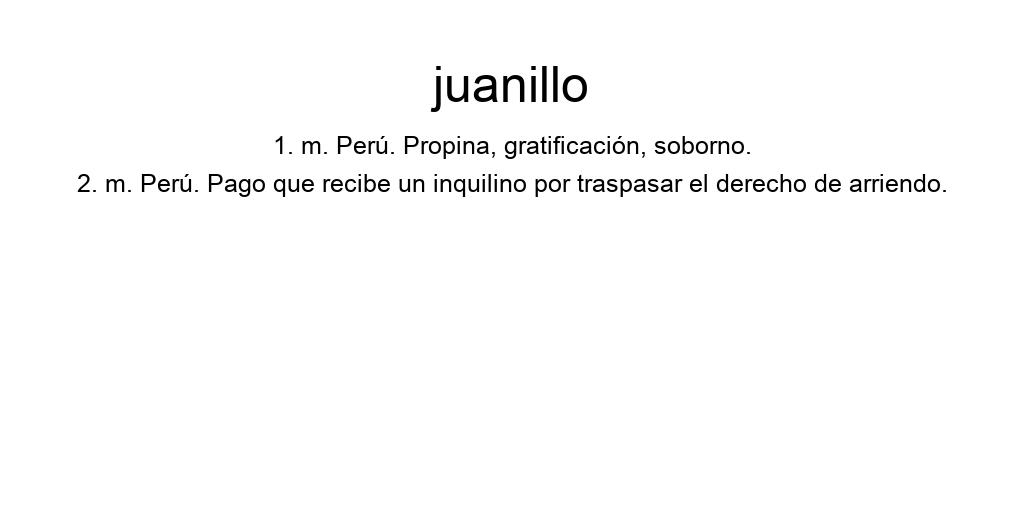 juanillo
1. m. Perú. Propina, gratificación, soborno.
2. m. Perú. Pago que recibe un inquilino por traspasar el derecho de arriendo.